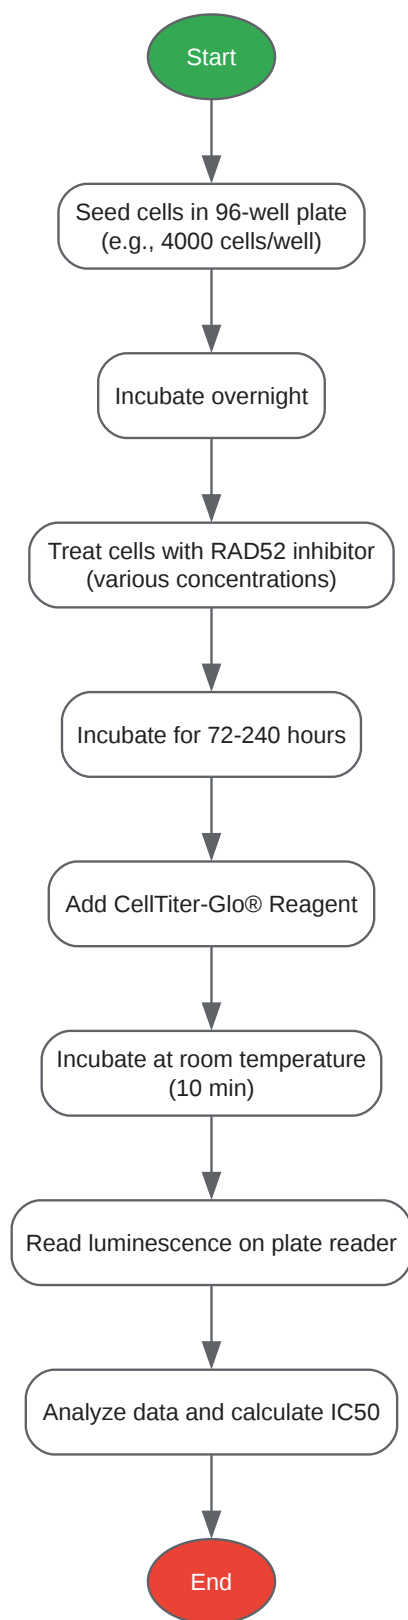 Start
Seed cells in 96-well plate
(e.g., 4000 cells/well)
Incubate overnight
Treat cells with RAD52 inhibitor
(various concentrations)
Incubate for 72-240 hours
Add CellTiter-Glo® Reagent
Incubate at room temperature
(10 min)
Read luminescence on plate reader
Analyze data and calculate IC50
End